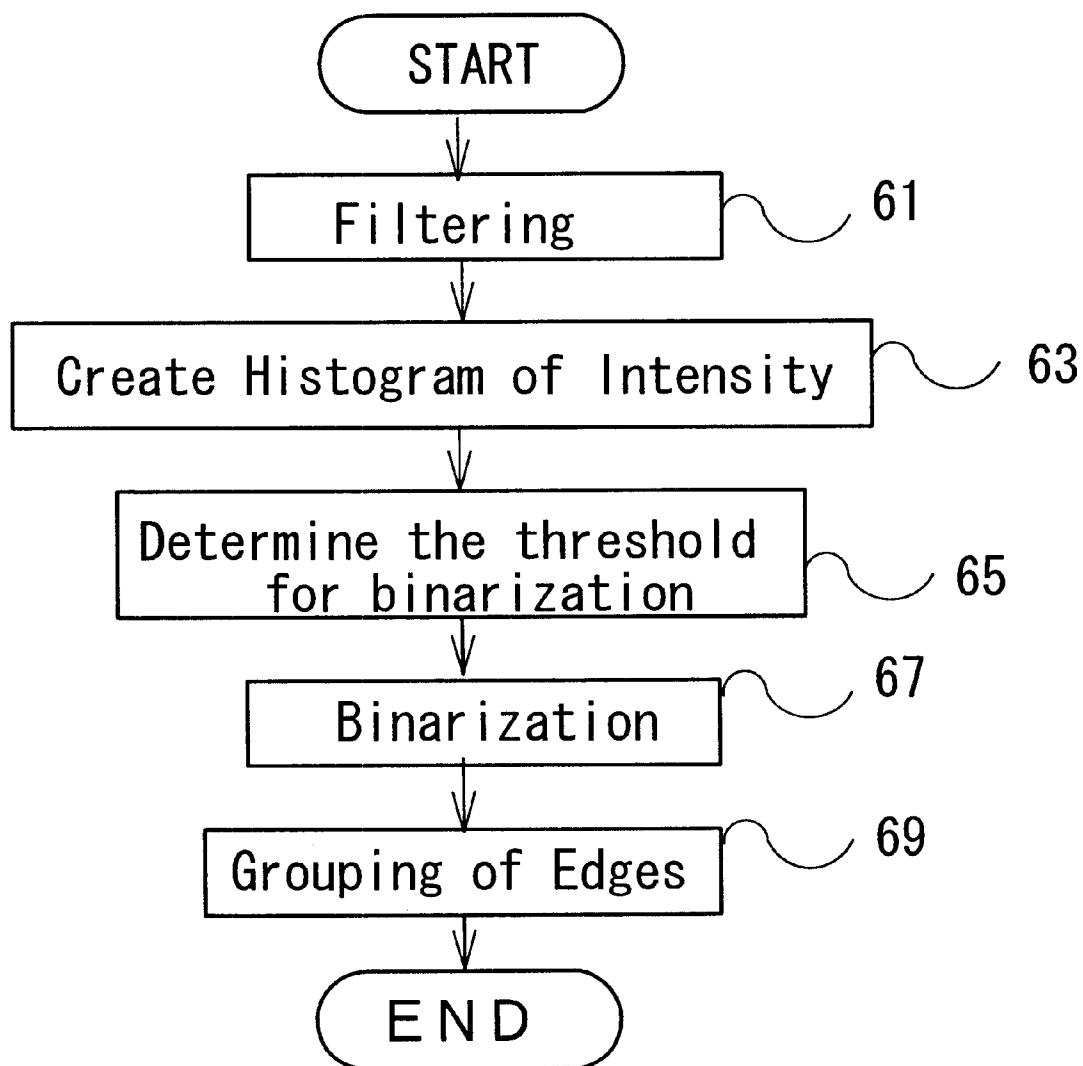 START
Filtering
61
Create Histogram of Intensity
63
Determine the threshold
for binarization
65
Binarization
67
Grouping of Edges
69
END